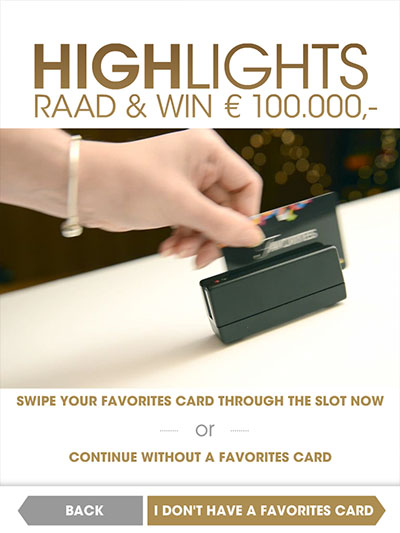 HIGHLIGHTS
RAAD & WIN € 100.000,-
FAVORITES
SWIPE YOUR FAVORITES CARD THROUGH THE SLOT NOW
or
CONTINUE WITHOUT A FAVORITES CARD
BACK
I DON'T HAVE A FAVORITES CARD